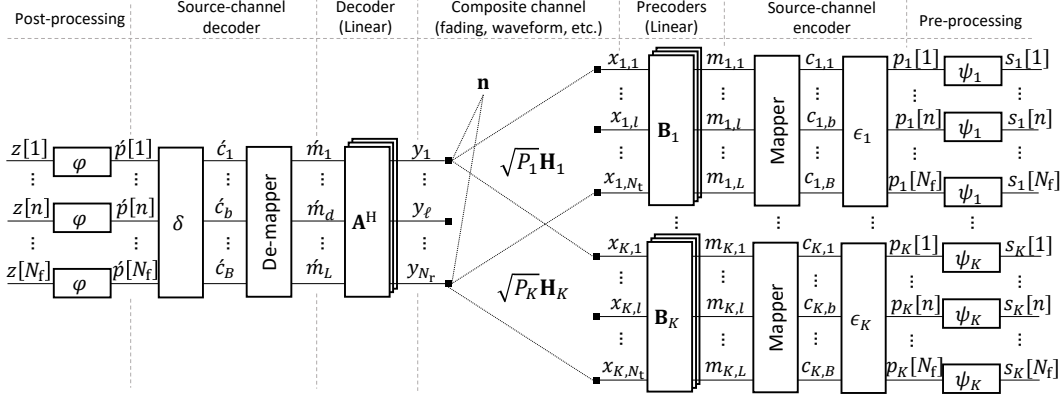 Post-processing
Source-channel
decoder
Decoder
(Linear)
Composite channel
(fading, waveform, etc.)
Precoders
(Linear)
Source-channel
encoder
Pre-processing
z[1] φ ṕ[1]
⋮ ⋮
z[n] φ ṕ[n]
⋮ ⋮
z[N_f] φ ṕ[N_f]
δ
ć_1
⋮
ć_b
⋮
ć_B
De-mapper
ḿ_1
⋮
ḿ_d
⋮
ḿ_L
A^H
y_1
⋮
y_ℓ
⋮
y_{N_r}
n
√P_1 H_1
√P_K H_K
x_{1,1} m_{1,1} c_{1,1} p_1[1] ψ_1 s_1[1]
⋮ ⋮ ⋮ ⋮ ⋮
x_{1,l} B_1 m_{1,l} Mapper c_{1,b} ϵ_1 p_1[n] ψ_1 s_1[n]
⋮ ⋮ ⋮ ⋮ ⋮
x_{1,N_t} m_{1,L} c_{1,B} p_1[N_f] ψ_1 s_1[N_f]
⋮ ⋮ ⋮ ⋮
x_{K,1} m_{K,1} c_{K,1} p_K[1] ψ_K s_K[1]
⋮ ⋮ ⋮ ⋮ ⋮
x_{K,l} B_K m_{K,l} Mapper c_{K,b} ϵ_K p_K[n] ψ_K s_K[n]
⋮ ⋮ ⋮ ⋮ ⋮
x_{K,N_t} m_{K,L} c_{K,B} p_K[N_f] ψ_K s_K[N_f]